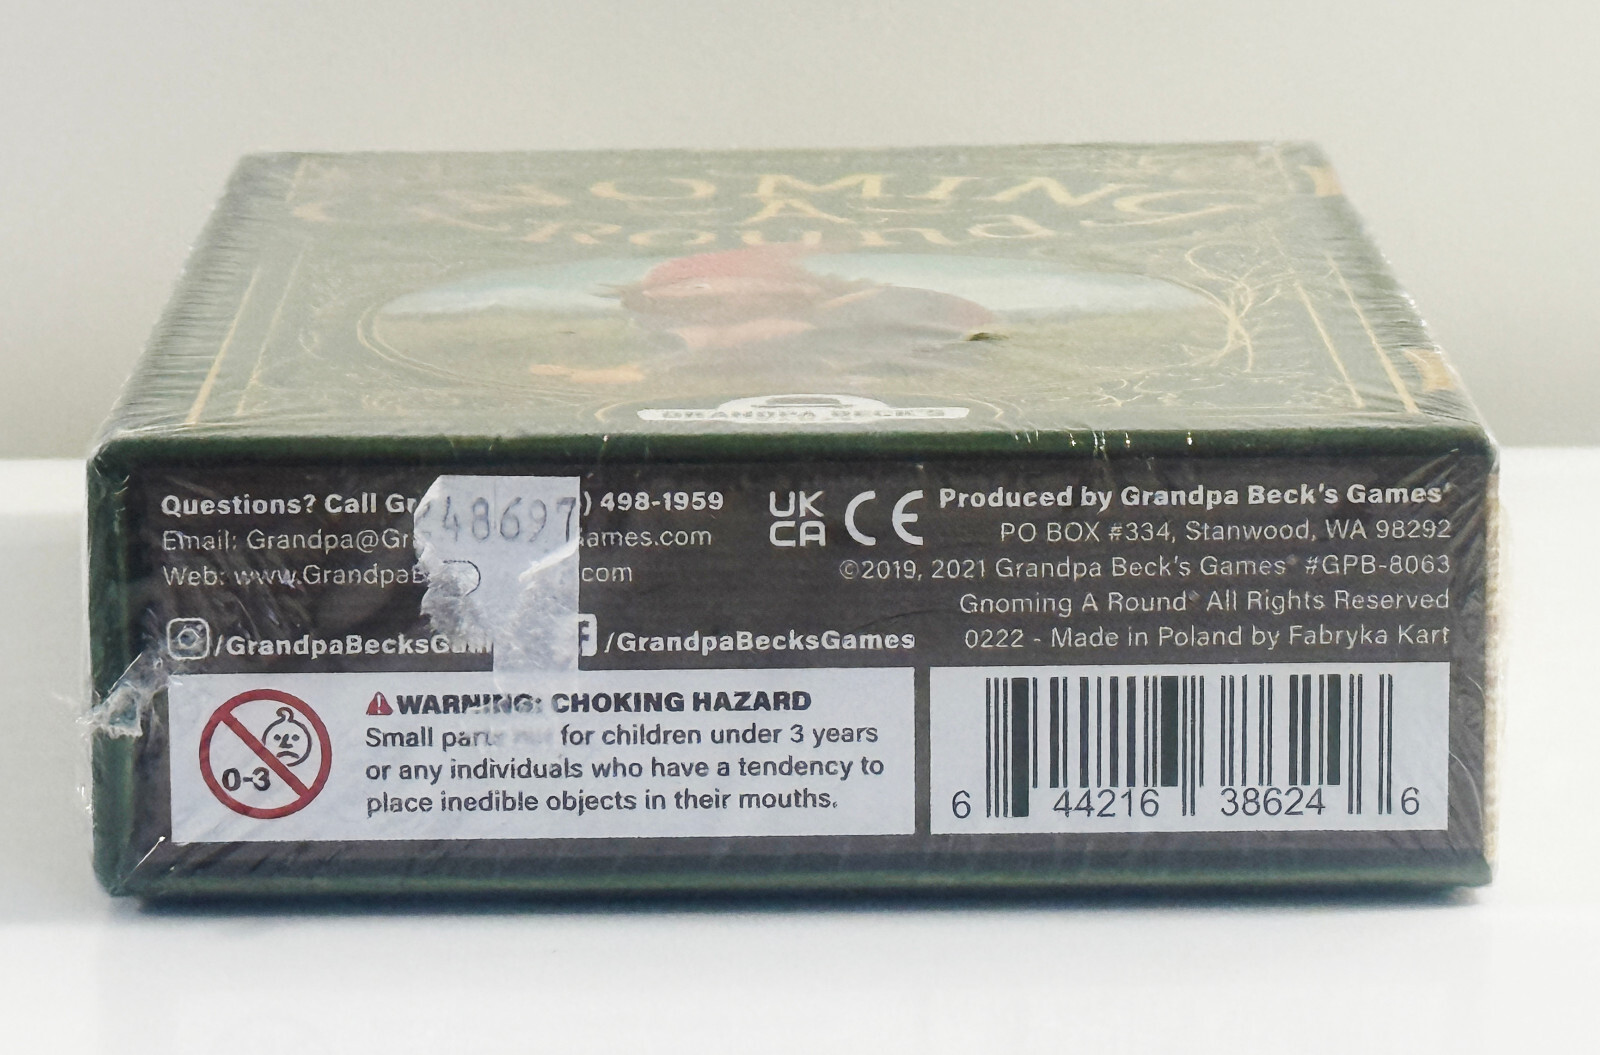 A
Round
GRANDPA BECK'S
Questions? Call Gr ) 498-1959
48697
Email: Grandpa@Gr ames.com
Web: www.GrandpaB com
/GrandpaBecksGam
/GrandpaBecksGames
UK
CA
CE
Produced by Grandpa Beck's Games®
PO BOX #334, Stanwood, WA 98292
©2019, 2021 Grandpa Beck's Games® #GPB-8063
Gnoming A Round® All Rights Reserved
0222 - Made in Poland by Fabryka Kart
0-3
WARNING: CHOKING HAZARD
Small for children under 3 years
or any individuals who have a tendency to
place inedible objects in their mouths.
6 44216 38624 6